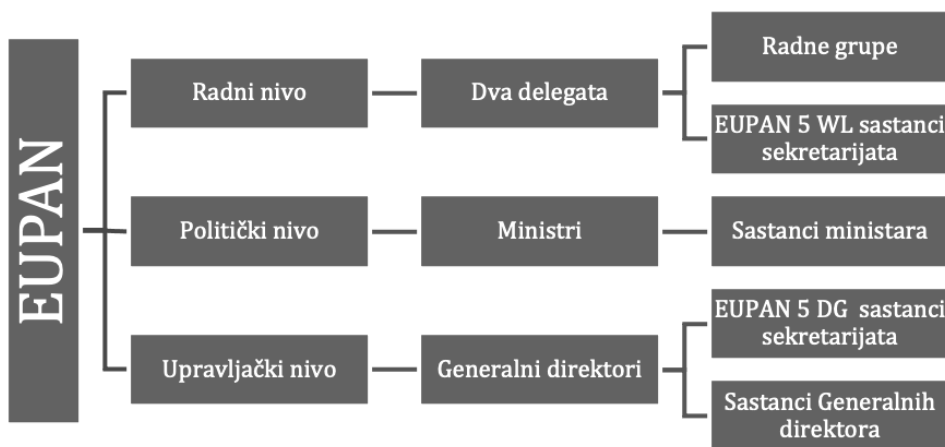 EUPAN
Radni nivo
Dva delegata
Radne grupe
EUPAN 5 WL sastanci
sekretarijata
Politički nivo
Ministri
Sastanci ministara
Upravljački nivo
Generalni direktori
EUPAN 5 DG sastanci
sekretarijata
Sastanci Generalnih
direktora